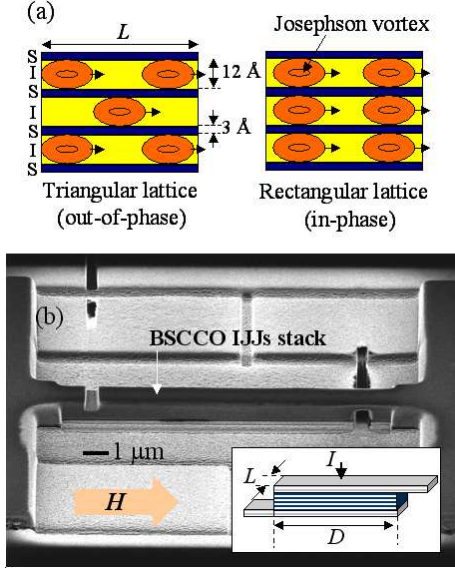 (a)
L
Josephson vortex
S
I
S
I
S
I
S
12 Å
3 Å
Triangular lattice
(out-of-phase)
Rectangular lattice
(in-phase)
(b)
BSCCO IJJs stack
1 μm
H
I
L
D